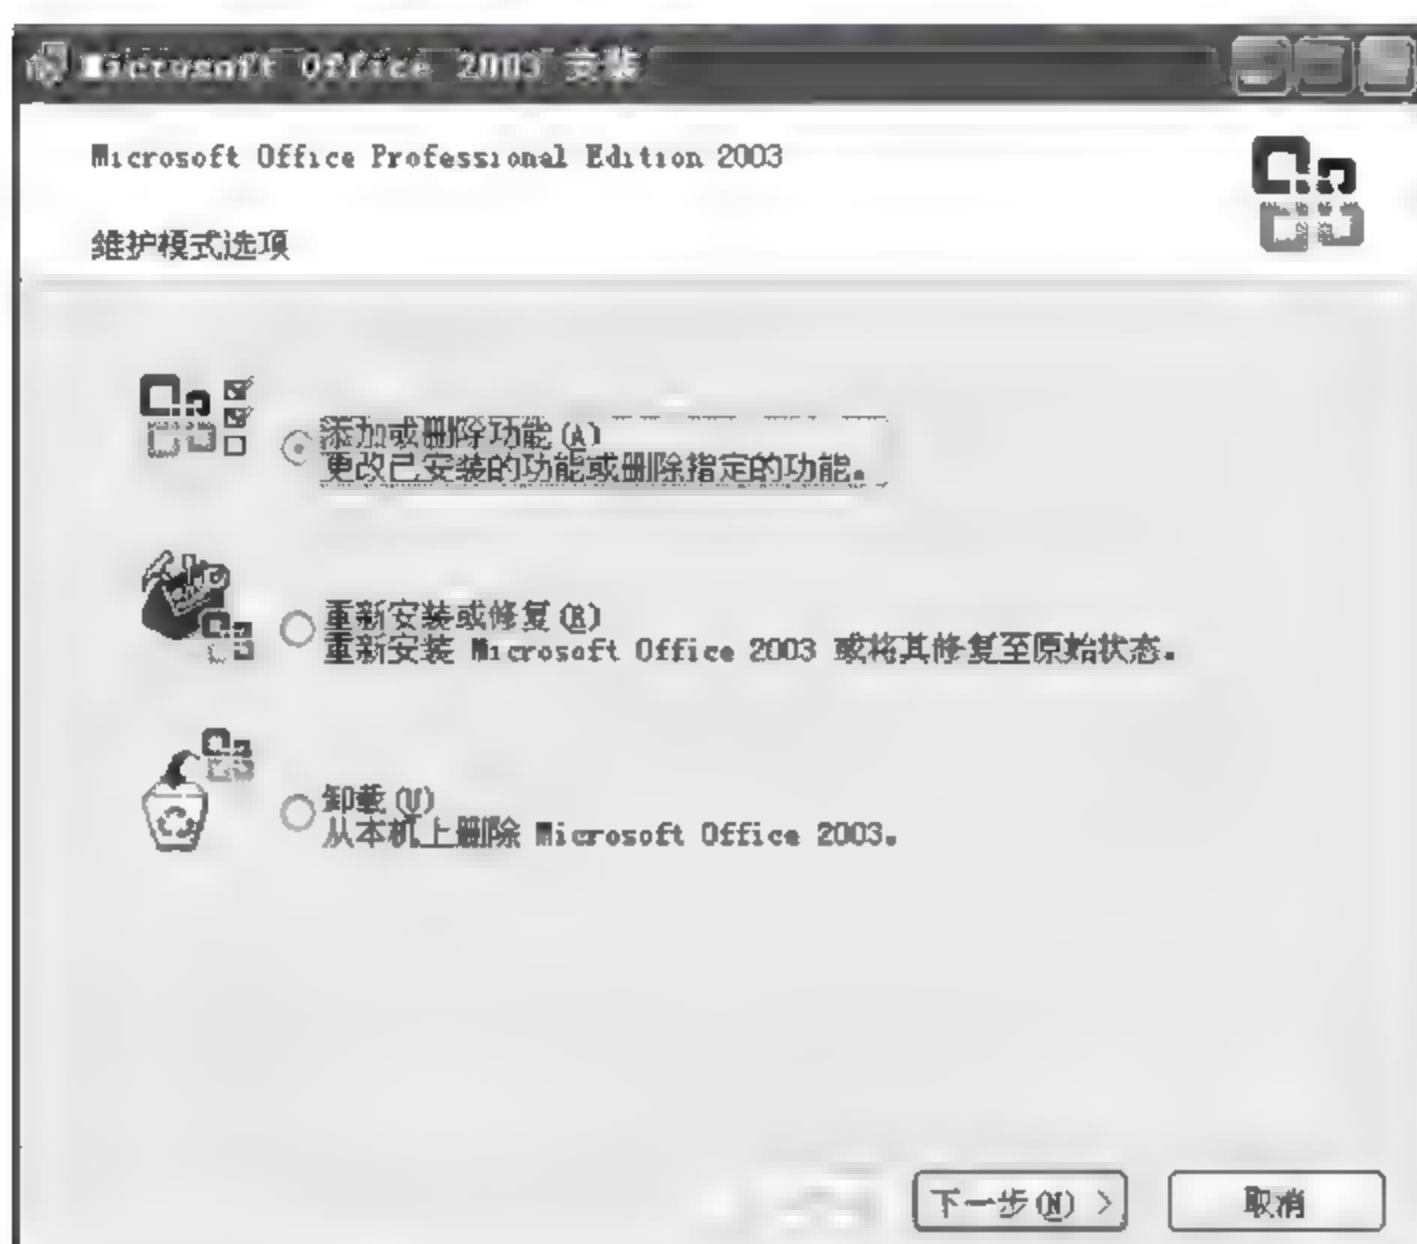 Microsoft Office 2003 安装
Microsoft Office Professional Edition 2003
维护模式选项
添加或删除功能(A)
更改已安装的功能或删除指定的功能。
重新安装或修复(R)
重新安装 Microsoft Office 2003 或将其修复至原始状态。
卸载(U)
从本机上删除 Microsoft Office 2003。
下一步(N) >
取消